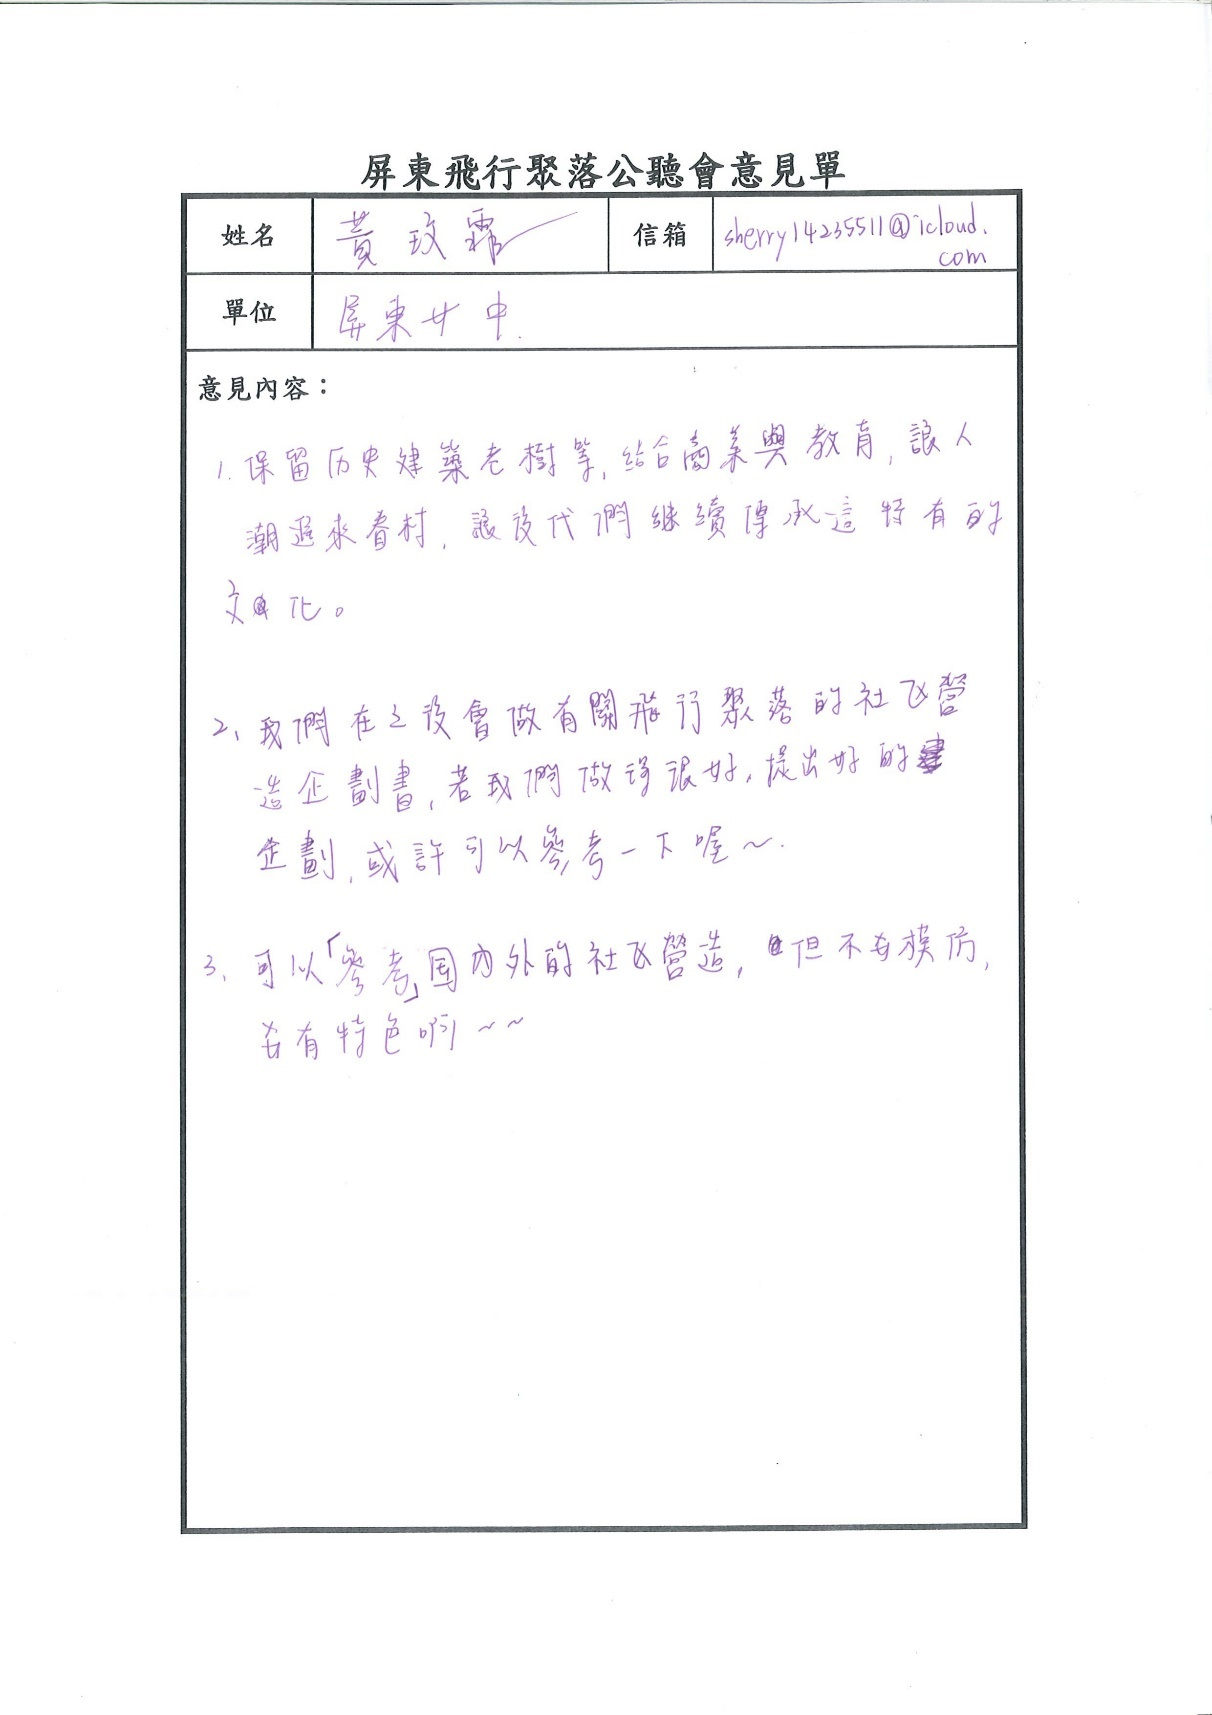 屏東飛行聚落公聽會意見單
姓名 黃玟霈 信箱 sherry14235511@icloud.
com
單位 屏東女中.
意見內容：
1. 保留历史建築老樹等, 結合商業與教育, 讓人
潮返來眷村, 讓後代們继續傳承這特有的
文化。
2、我們在之後會做有關飛行聚落的社區營
造企劃書, 若我們做得很好, 提出好的
企劃, 或許可以參考一下喔～.
3、可以「參考」国內外的社區營造, 但不要模仿,
要有特色啊～～